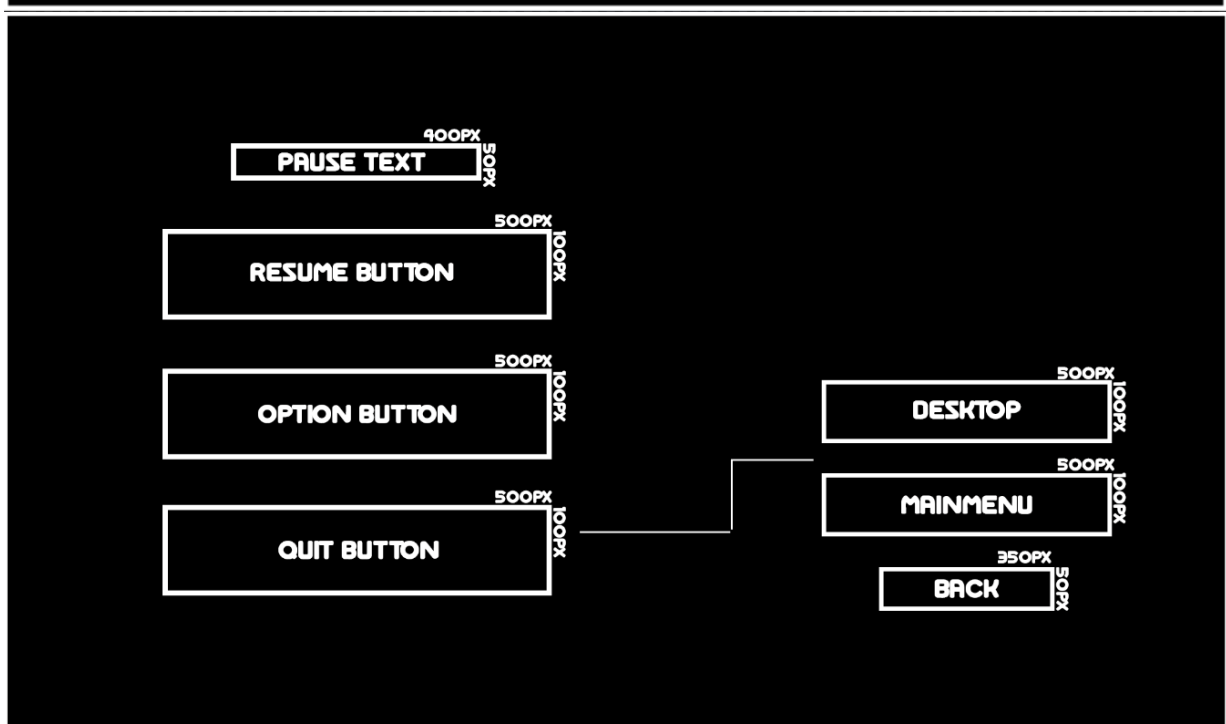 400PX
PAUSE TEXT
50PX
500PX
RESUME BUTTON
100PX
500PX
OPTION BUTTON
100PX
500PX
QUIT BUTTON
100PX
500PX
DESKTOP
100PX
500PX
MAINMENU
100PX
350PX
BACK
50PX